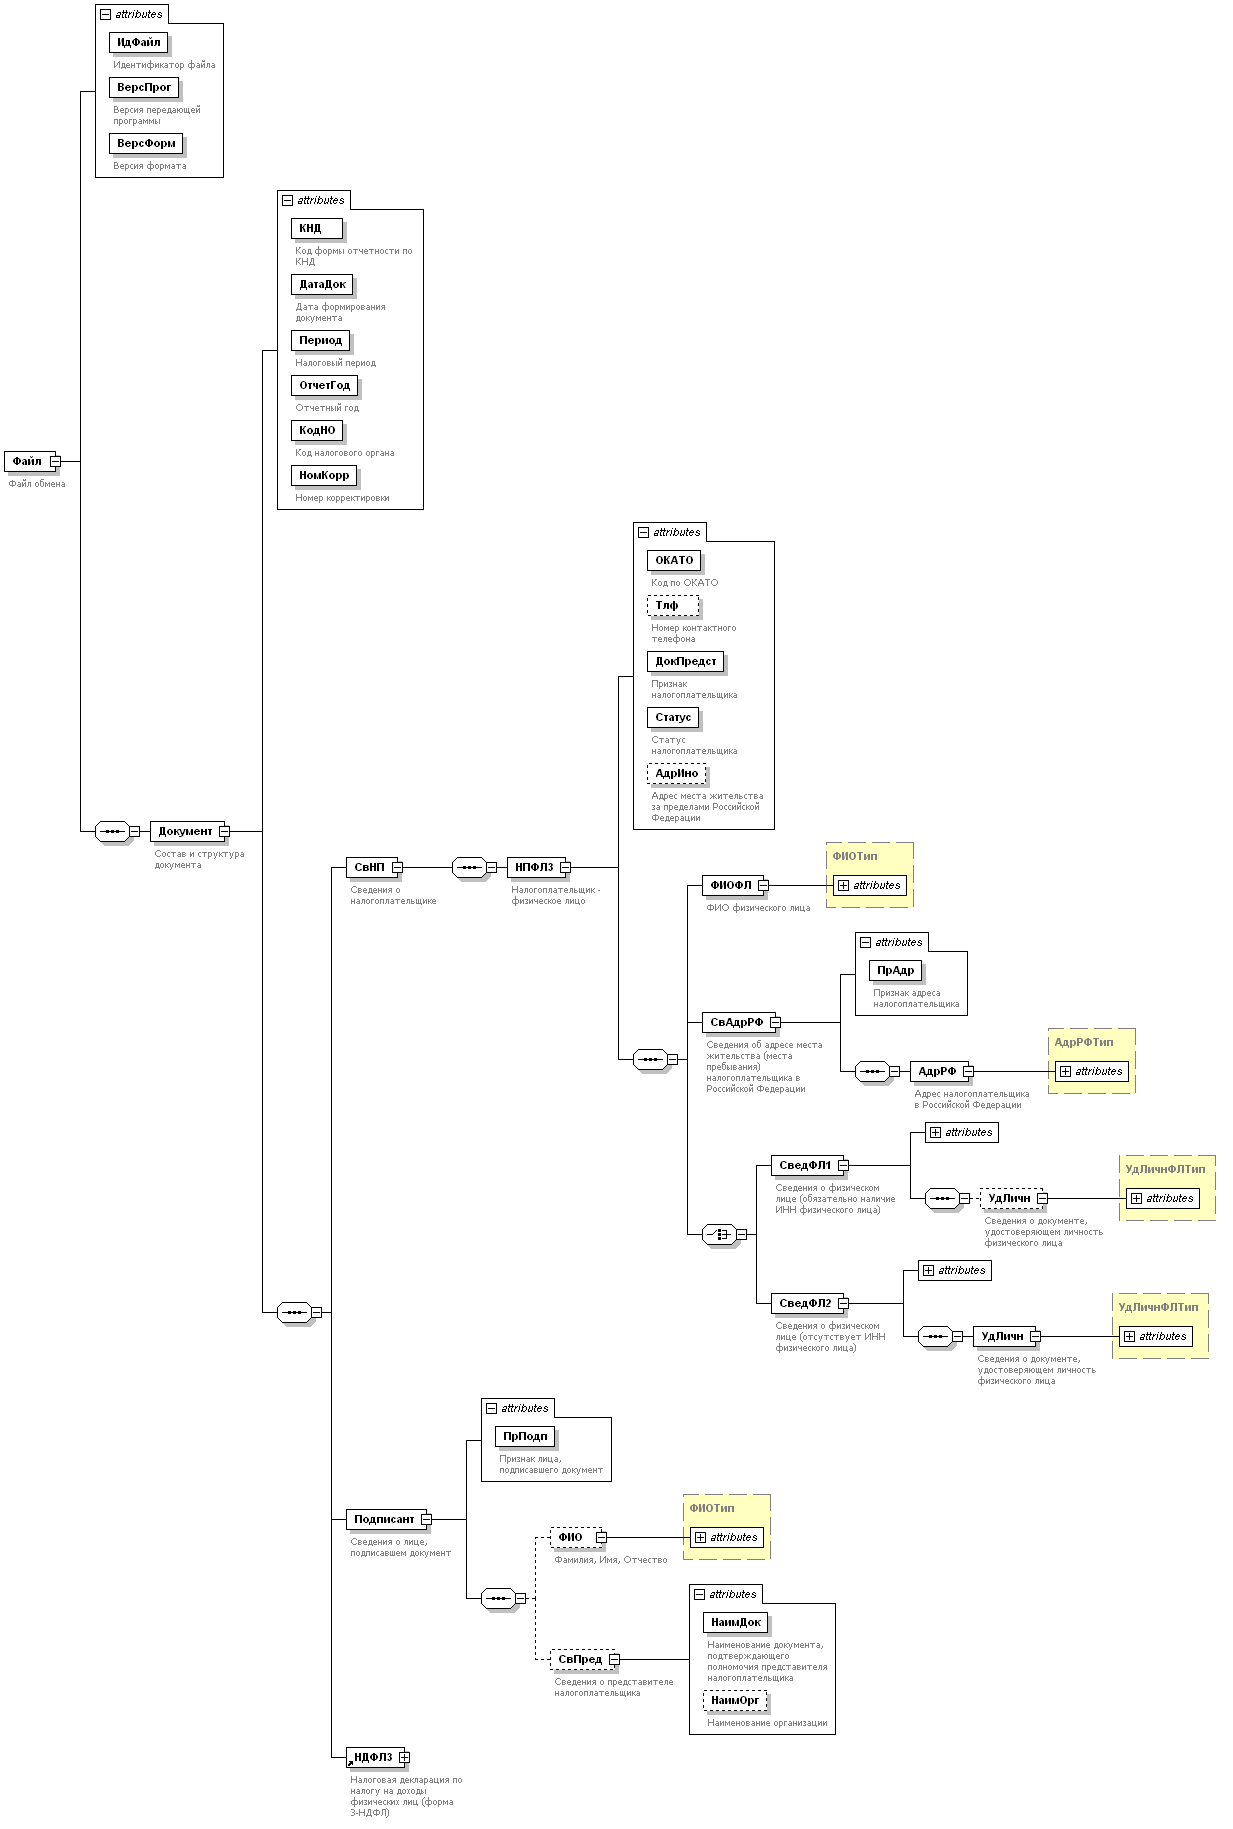 attributes
ИдФайл
Идентификатор файла
ВерсПрог
Версия передающей
программы
ВерсФорм
Версия формата
attributes
КНД
Код формы отчетности по
КНД
ДатаДок
Дата формирования
документа
Период
Налоговый период
ОтчетГод
Отчетный год
КодНО
Код налогового органа
НомКорр
Номер корректировки
Файл
Файл обмена
attributes
ОКАТО
Код по ОКАТО
Тлф
Номер контактного
телефона
ДокПредст
Признак
налогоплательщика
Статус
Статус
налогоплательщика
АдрИно
Адрес места жительства
за пределами Российской
Федерации
Документ
Состав и структура
документа
СвНП
Сведения о
налогоплательщике
НПФЛ3
Налогоплательщик -
физическое лицо
ФИОТип
ФИОФЛ
attributes
ФИО физического лица
attributes
ПрАдр
Признак адреса
налогоплательщика
СвАдрРФ
Сведения об адресе места
жительства (места
пребывания)
налогоплательщика в
Российской Федерации
АдрРФТип
АдрРФ
attributes
Адрес налогоплательщика
в Российской Федерации
attributes
СведФЛ1
Сведения о физическом
лице (обязательно наличие
ИНН физического лица)
УдЛичнФЛТип
УдЛичн
attributes
Сведения о документе,
удостоверяющем личность
физического лица
attributes
СведФЛ2
Сведения о физическом
лице (отсутствует ИНН
физического лица)
УдЛичнФЛТип
УдЛичн
attributes
Сведения о документе,
удостоверяющем личность
физического лица
attributes
ПрПодп
Признак лица,
подписавшего документ
Подписант
Сведения о лице,
подписавшем документ
ФИОТип
ФИО
attributes
Фамилия, Имя, Отчество
attributes
НаимДок
Наименование документа,
подтверждающего
полномочия представителя
налогоплательщика
НаимОрг
Наименование организации
СвПред
Сведения о представителе
налогоплательщика
НДФЛ3
Налоговая декларация по
налогу на доходы
физических лиц (форма
3-НДФЛ)